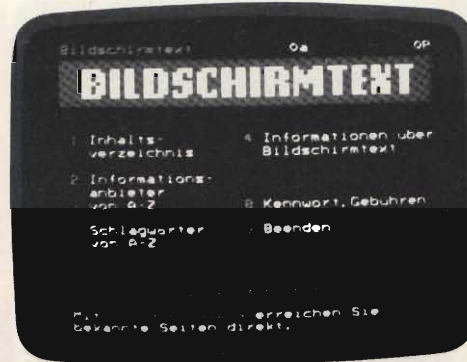 Bildschirmtext 0a 0P
BILDSCHIRMTEXT
1 Inhalts-
verzeichnis
2 Informations-
anbieter
von A-Z
Schlagwörter
von A-Z
4 Informationen über
Bildschirmtext
8 Kennwort, Gebühren
Beenden
Mit erreichen Sie
bekannte Seiten direkt.